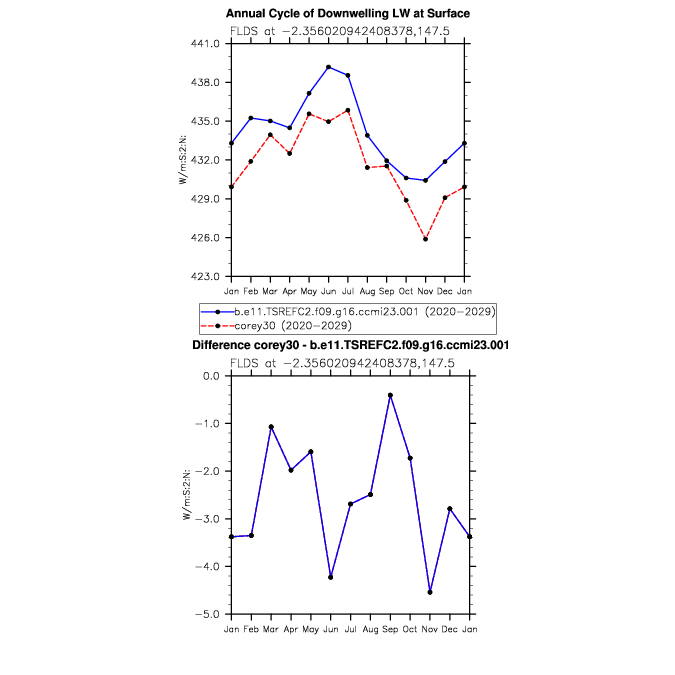 Annual Cycle of Downwelling LW at Surface
FLDS at −2.356020942408378,147.5
441.0
438.0
435.0
432.0
429.0
426.0
423.0
W/m:S:2:N:
Jan Feb Mar Apr May Jun Jul Aug Sep Oct Nov Dec Jan
b.e11.TSREFC2.f09.g16.ccmi23.001 (2020−2029)
corey30 (2020−2029)
Difference corey30 - b.e11.TSREFC2.f09.g16.ccmi23.001
FLDS at −2.356020942408378,147.5
0.0
−1.0
−2.0
−3.0
−4.0
−5.0
W/m:S:2:N:
Jan Feb Mar Apr May Jun Jul Aug Sep Oct Nov Dec Jan